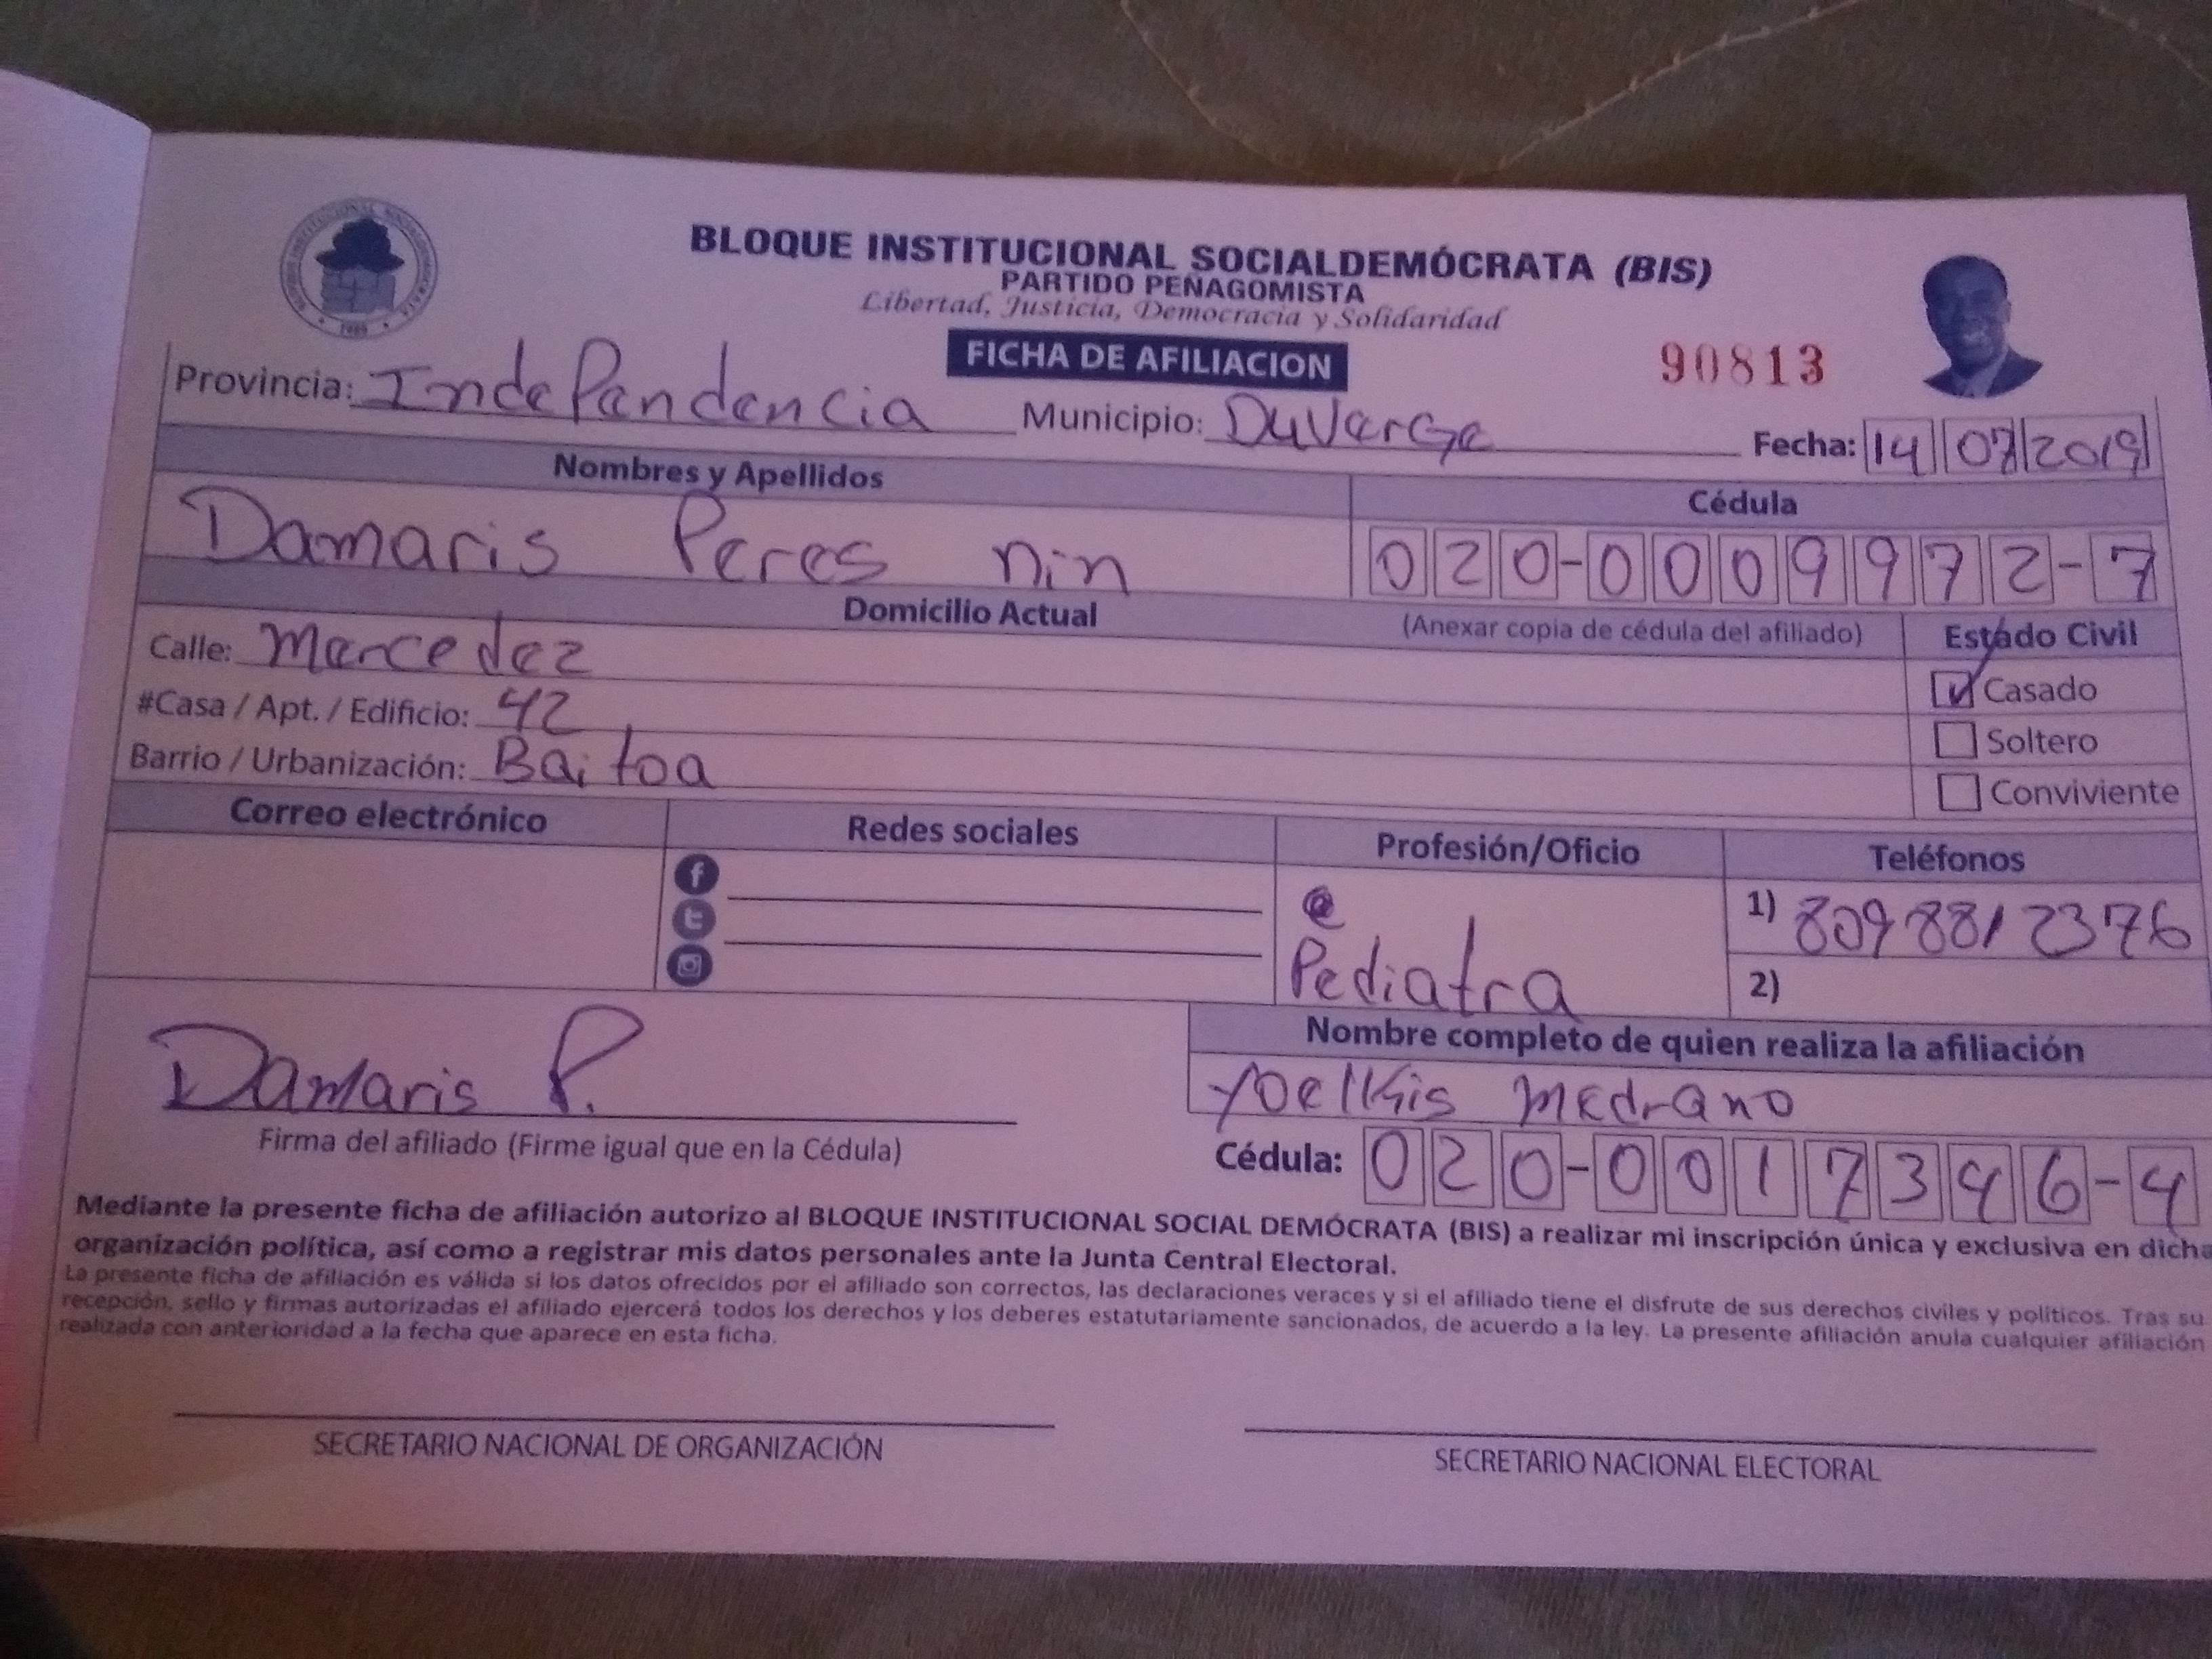 BLOQUE INSTITUCIONAL SOCIALDEMÓCRATA (BIS)
PARTIDO PEÑAGOMISTA
Libertad, Justicia, Democracia y Solidaridad
FICHA DE AFILIACION
90813
Provincia: IndePendencia Municipio: DuVerGe Fecha: 14 07 2019
Nombres y Apellidos Cédula
Damaris Peres nin 020-0009972-7
Domicilio Actual (Anexar copia de cédula del afiliado) Estado Civil
Calle: Mercedez Casado
#Casa / Apt. / Edificio: 42 Soltero
Barrio / Urbanización: Baitoa Conviviente
Correo electrónico Redes sociales Profesión/Oficio Teléfonos
1) 8098812376
Pediatra 2)
Nombre completo de quien realiza la afiliación
Damaris P. Yoelkis Medrano
Firma del afiliado (Firme igual que en la Cédula) Cédula: 020-0017346-4
Mediante la presente ficha de afiliación autorizo al BLOQUE INSTITUCIONAL SOCIAL DEMÓCRATA (BIS) a realizar mi inscripción única y exclusiva en dicha
organización política, así como a registrar mis datos personales ante la Junta Central Electoral.
La presente ficha de afiliación es válida si los datos ofrecidos por el afiliado son correctos, las declaraciones veraces y si el afiliado tiene el disfrute de sus derechos civiles y políticos. Tras su
recepción, sello y firmas autorizadas el afiliado ejercerá todos los derechos y los deberes estatutariamente sancionados, de acuerdo a la ley. La presente afiliación anula cualquier afiliación
realizada con anterioridad a la fecha que aparece en esta ficha.
SECRETARIO NACIONAL DE ORGANIZACIÓN SECRETARIO NACIONAL ELECTORAL